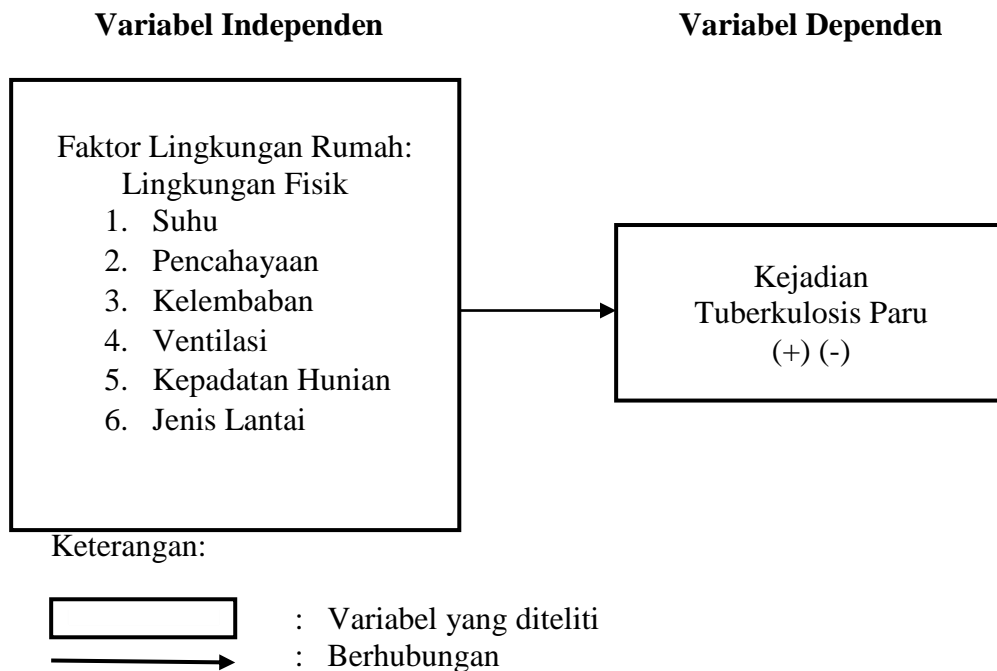 Variabel Independen
Variabel Dependen
Faktor Lingkungan Rumah:
Lingkungan Fisik
1. Suhu
2. Pencahayaan
3. Kelembaban
4. Ventilasi
5. Kepadatan Hunian
6. Jenis Lantai
Kejadian
Tuberkulosis Paru
(+) (-)
Keterangan:
: Variabel yang diteliti
: Berhubungan